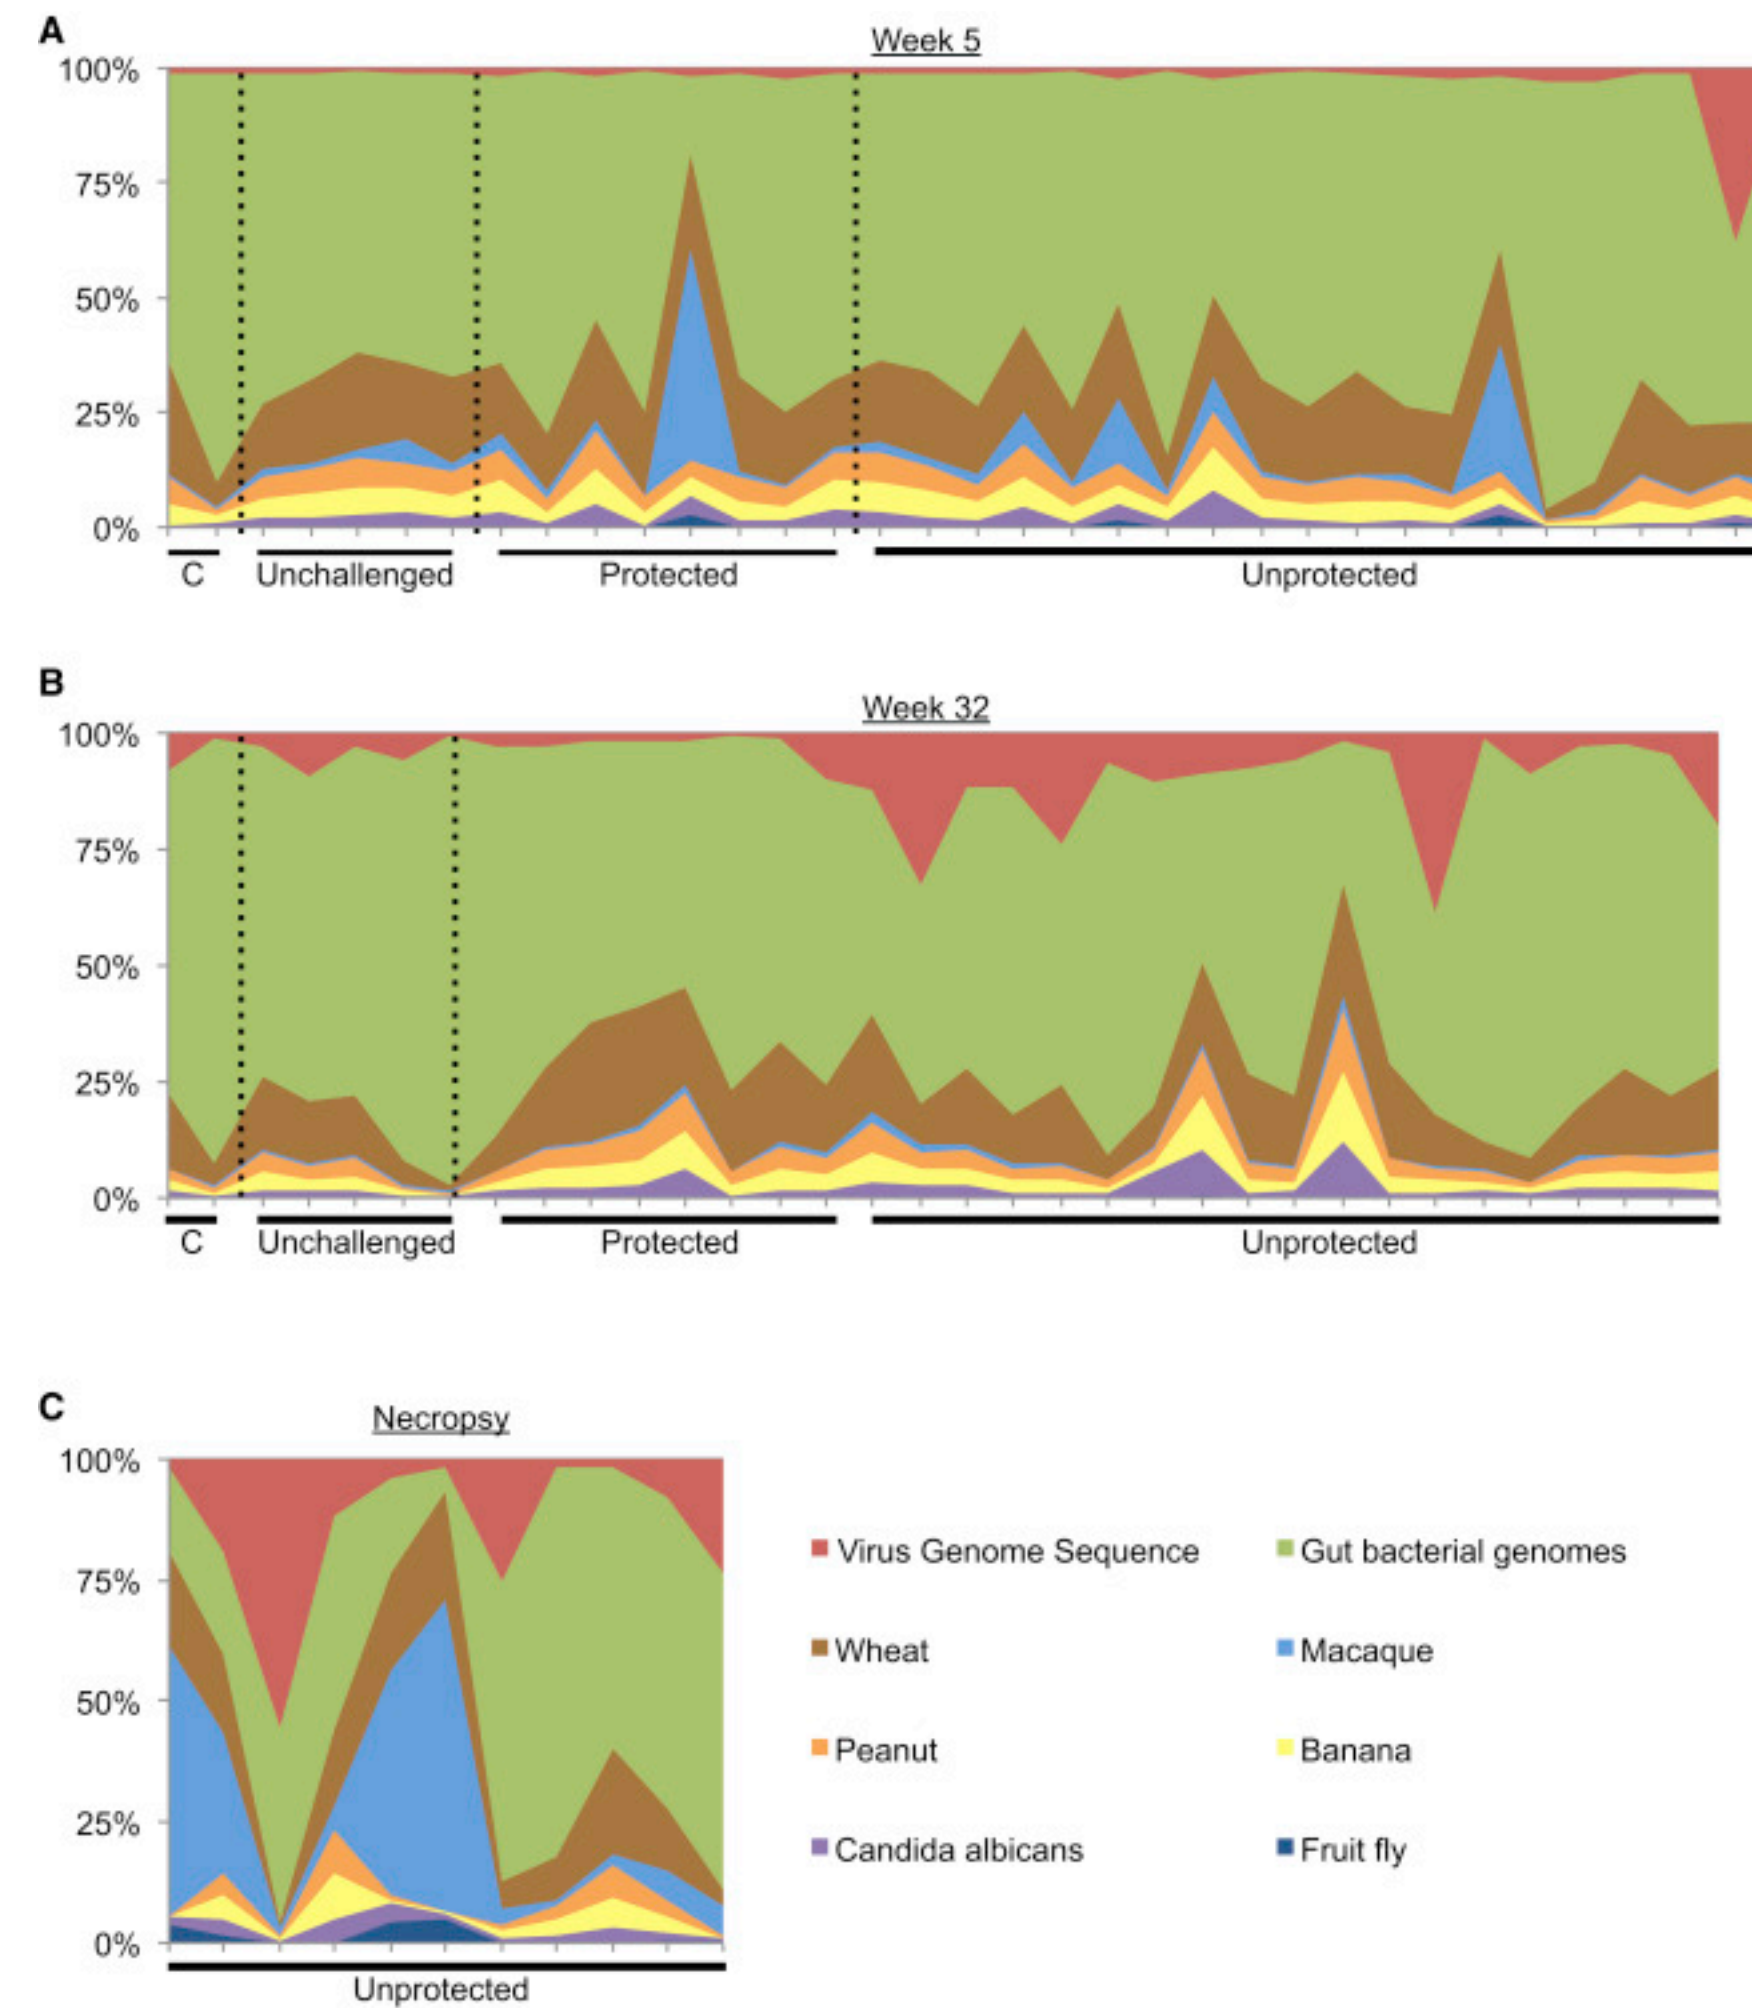 A
Week 5
100%
75%
50%
25%
0%
C Unchallenged Protected Unprotected
B
Week 32
100%
75%
50%
25%
0%
C Unchallenged Protected Unprotected
C
Necropsy
100%
75%
50%
25%
0%
Unprotected
Virus Genome Sequence Gut bacterial genomes
Wheat Macaque
Peanut Banana
Candida albicans Fruit fly